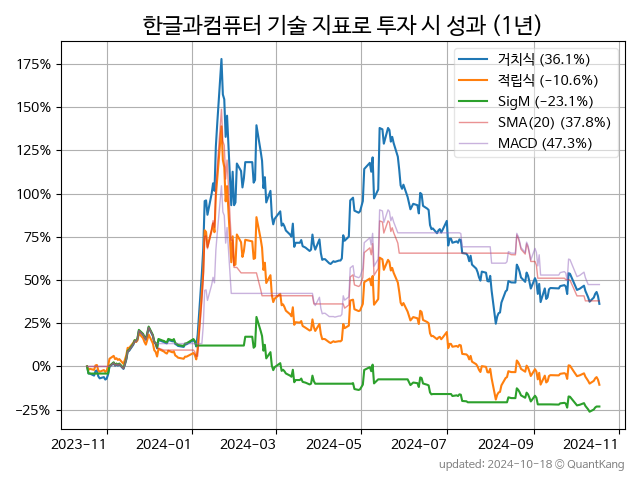 한글과컴퓨터 기술 지표로 투자 시 성과 (1년)
거치식 (36.1%)
적립식 (−10.6%)
SigM (−23.1%)
SMA(20) (37.8%)
MACD (47.3%)
175%
150%
125%
100%
75%
50%
25%
0%
−25%
2023-11 2024-01 2024-03 2024-05 2024-07 2024-09 2024-11
updated: 2024-10-18 © QuantKang